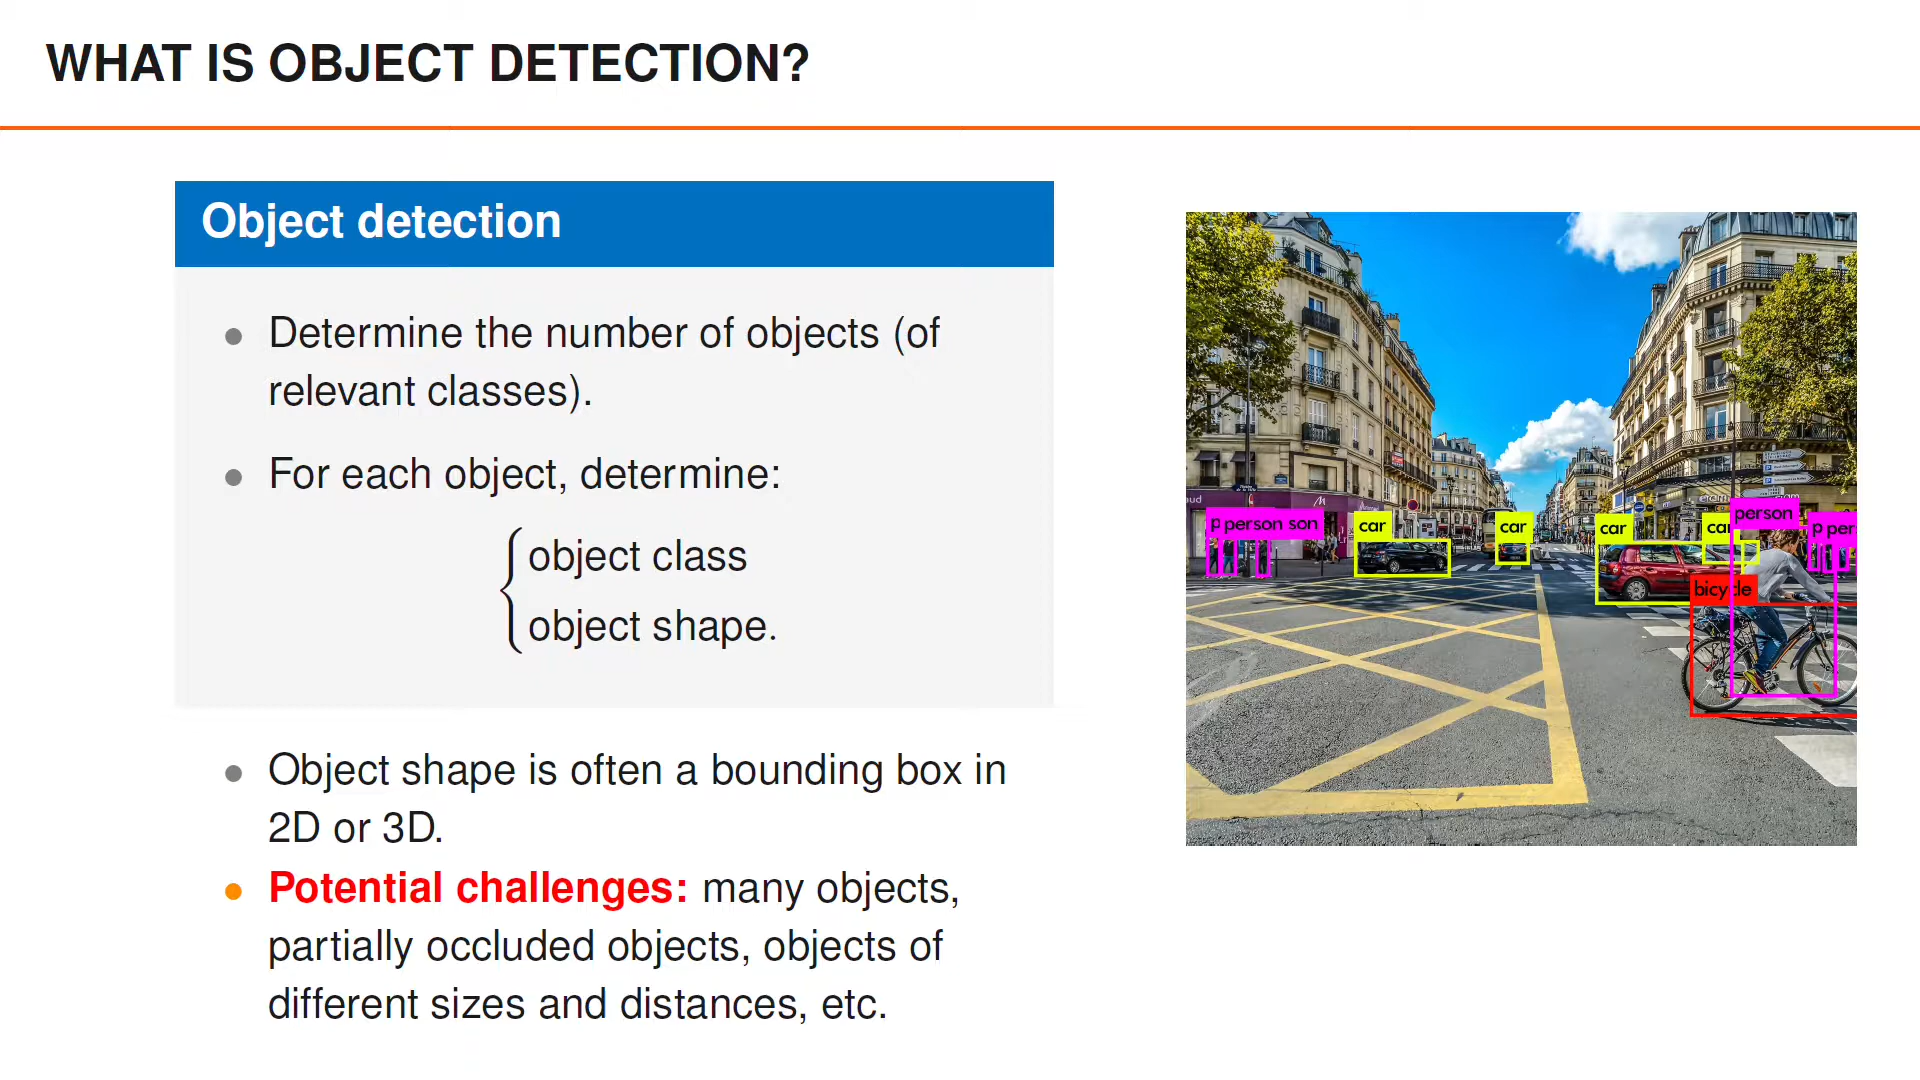 WHAT IS OBJECT DETECTION?
Object detection
Determine the number of objects (of
relevant classes).
For each object, determine:
object class
object shape.
Object shape is often a bounding box in
2D or 3D.
Potential challenges: many objects,
partially occluded objects, objects of
different sizes and distances, etc.
p person son
car
car
car
car
person
p per
bicycle